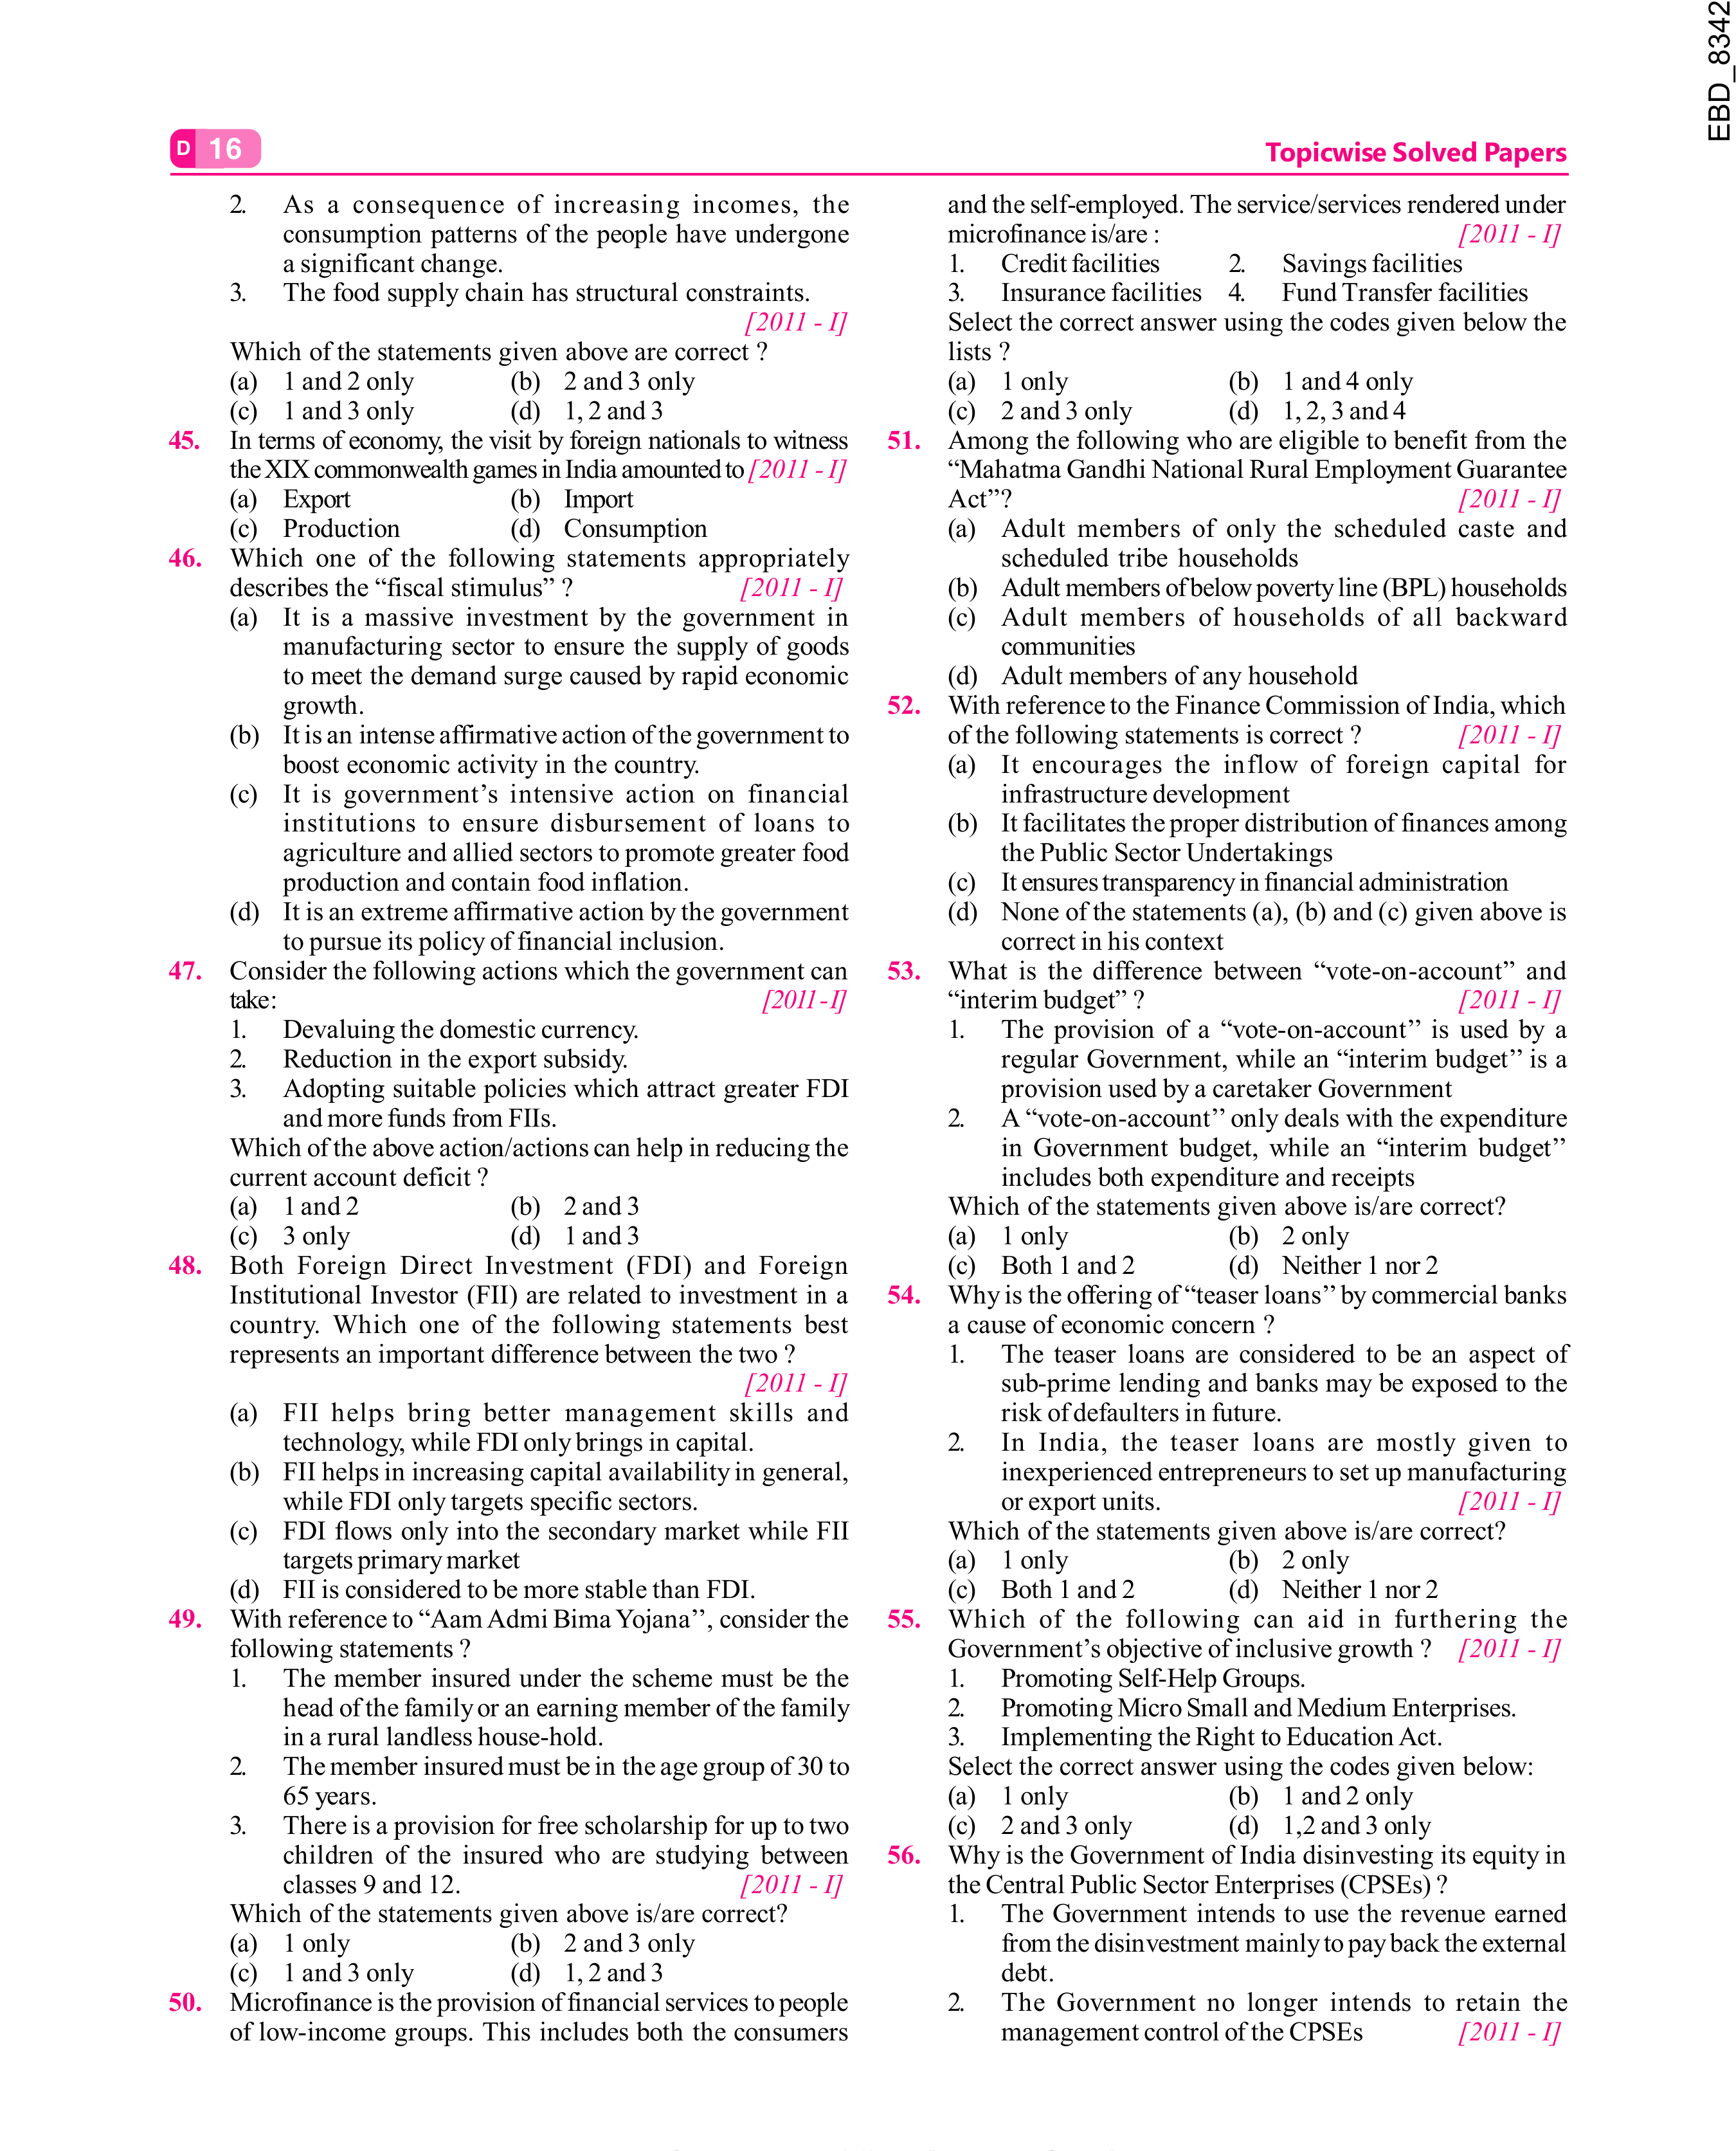 EBD_8342
D 16
Topicwise Solved Papers
2. As a consequence of increasing incomes, the
consumption patterns of the people have undergone
a significant change.
3. The food supply chain has structural constraints.
[2011 - I]
Which of the statements given above are correct ?
(a) 1 and 2 only (b) 2 and 3 only
(c) 1 and 3 only (d) 1, 2 and 3
45. In terms of economy, the visit by foreign nationals to witness
the XIX commonwealth games in India amounted to [2011 - I]
(a) Export (b) Import
(c) Production (d) Consumption
46. Which one of the following statements appropriately
describes the “fiscal stimulus” ? [2011 - I]
(a) It is a massive investment by the government in
manufacturing sector to ensure the supply of goods
to meet the demand surge caused by rapid economic
growth.
(b) It is an intense affirmative action of the government to
boost economic activity in the country.
(c) It is government’s intensive action on financial
institutions to ensure disbursement of loans to
agriculture and allied sectors to promote greater food
production and contain food inflation.
(d) It is an extreme affirmative action by the government
to pursue its policy of financial inclusion.
47. Consider the following actions which the government can
take: [2011-I]
1. Devaluing the domestic currency.
2. Reduction in the export subsidy.
3. Adopting suitable policies which attract greater FDI
and more funds from FIIs.
Which of the above action/actions can help in reducing the
current account deficit ?
(a) 1 and 2 (b) 2 and 3
(c) 3 only (d) 1 and 3
48. Both Foreign Direct Investment (FDI) and Foreign
Institutional Investor (FII) are related to investment in a
country. Which one of the following statements best
represents an important difference between the two ?
[2011 - I]
(a) FII helps bring better management skills and
technology, while FDI only brings in capital.
(b) FII helps in increasing capital availability in general,
while FDI only targets specific sectors.
(c) FDI flows only into the secondary market while FII
targets primary market
(d) FII is considered to be more stable than FDI.
49. With reference to “Aam Admi Bima Yojana’’, consider the
following statements ?
1. The member insured under the scheme must be the
head of the family or an earning member of the family
in a rural landless house-hold.
2. The member insured must be in the age group of 30 to
65 years.
3. There is a provision for free scholarship for up to two
children of the insured who are studying between
classes 9 and 12. [2011 - I]
Which of the statements given above is/are correct?
(a) 1 only (b) 2 and 3 only
(c) 1 and 3 only (d) 1, 2 and 3
50. Microfinance is the provision of financial services to people
of low-income groups. This includes both the consumers
and the self-employed. The service/services rendered under
microfinance is/are : [2011 - I]
1. Credit facilities 2. Savings facilities
3. Insurance facilities 4. Fund Transfer facilities
Select the correct answer using the codes given below the
lists ?
(a) 1 only (b) 1 and 4 only
(c) 2 and 3 only (d) 1, 2, 3 and 4
51. Among the following who are eligible to benefit from the
“Mahatma Gandhi National Rural Employment Guarantee
Act”? [2011 - I]
(a) Adult members of only the scheduled caste and
scheduled tribe households
(b) Adult members of below poverty line (BPL) households
(c) Adult members of households of all backward
communities
(d) Adult members of any household
52. With reference to the Finance Commission of India, which
of the following statements is correct ? [2011 - I]
(a) It encourages the inflow of foreign capital for
infrastructure development
(b) It facilitates the proper distribution of finances among
the Public Sector Undertakings
(c) It ensures transparency in financial administration
(d) None of the statements (a), (b) and (c) given above is
correct in his context
53. What is the difference between “vote-on-account” and
“interim budget” ? [2011 - I]
1. The provision of a “vote-on-account’’ is used by a
regular Government, while an “interim budget’’ is a
provision used by a caretaker Government
2. A “vote-on-account’’ only deals with the expenditure
in Government budget, while an “interim budget’’
includes both expenditure and receipts
Which of the statements given above is/are correct?
(a) 1 only (b) 2 only
(c) Both 1 and 2 (d) Neither 1 nor 2
54. Why is the offering of “teaser loans’’ by commercial banks
a cause of economic concern ?
1. The teaser loans are considered to be an aspect of
sub-prime lending and banks may be exposed to the
risk of defaulters in future.
2. In India, the teaser loans are mostly given to
inexperienced entrepreneurs to set up manufacturing
or export units. [2011 - I]
Which of the statements given above is/are correct?
(a) 1 only (b) 2 only
(c) Both 1 and 2 (d) Neither 1 nor 2
55. Which of the following can aid in furthering the
Government’s objective of inclusive growth ? [2011 - I]
1. Promoting Self-Help Groups.
2. Promoting Micro Small and Medium Enterprises.
3. Implementing the Right to Education Act.
Select the correct answer using the codes given below:
(a) 1 only (b) 1 and 2 only
(c) 2 and 3 only (d) 1,2 and 3 only
56. Why is the Government of India disinvesting its equity in
the Central Public Sector Enterprises (CPSEs) ?
1. The Government intends to use the revenue earned
from the disinvestment mainly to pay back the external
debt.
2. The Government no longer intends to retain the
management control of the CPSEs [2011 - I]